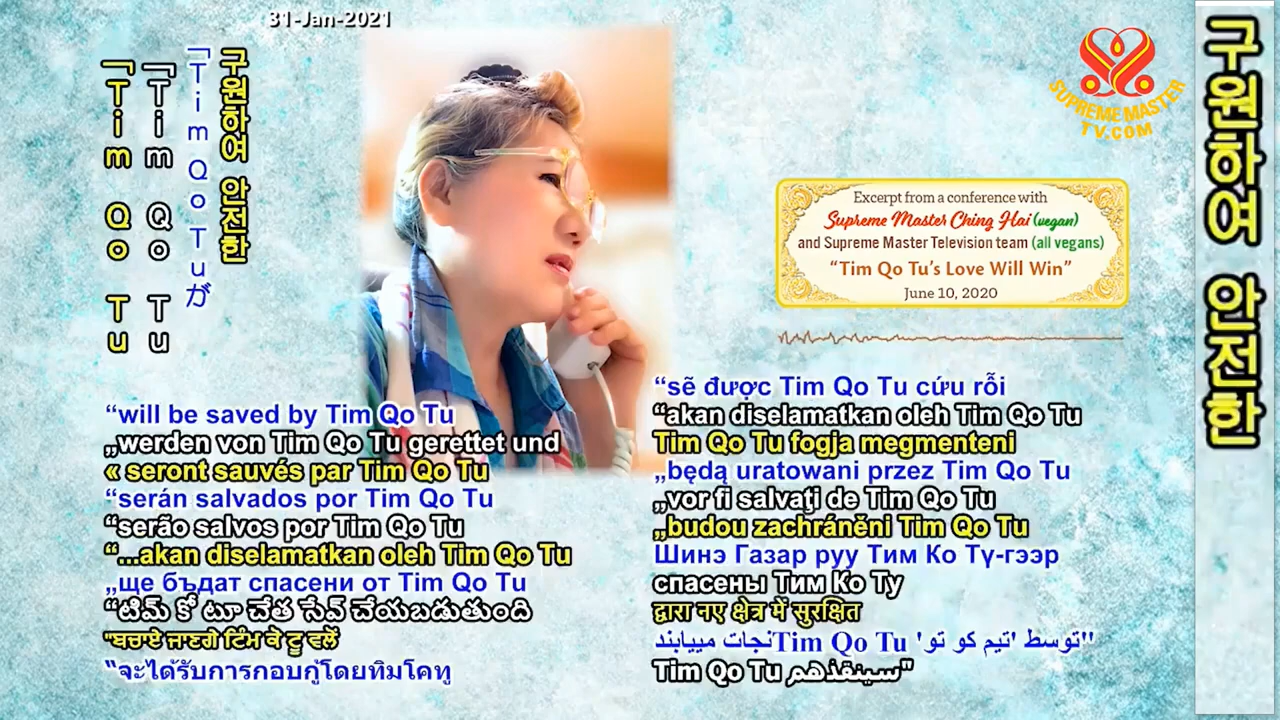 31-Jan-2021
구원하여 안전한
「Tim Qo Tuが
「Tim Qo Tu
「Tim Qo Tu
SUPREME MASTER
TV.COM
Excerpt from a conference with
Supreme Master Ching Hai (vegan)
and Supreme Master Television team (all vegans)
“Tim Qo Tu’s Love Will Win”
June 10, 2020
“will be saved by Tim Qo Tu
„werden von Tim Qo Tu gerettet und
« seront sauvés par Tim Qo Tu
“serán salvados por Tim Qo Tu
“serão salvos por Tim Qo Tu
“...akan diselamatkan oleh Tim Qo Tu
„ще бъдат спасени от Tim Qo Tu
“టిమ్ కో టూ చేత సేవ్ చేయబడుతుంది
"ਬਚਾਏ ਜਾਣਗੇ ਟਿੰਮ ਕੋ ਟੂ ਵਲੋਂ
“จะได้รับการกอบกู้โดยทิมโคทู
“sẽ được Tim Qo Tu cứu rỗi
“akan diselamatkan oleh Tim Qo Tu
Tim Qo Tu fogja megmenteni
„będą uratowani przez Tim Qo Tu
„vor fi salvaţi de Tim Qo Tu
„budou zachráněni Tim Qo Tu
Шинэ Газар руу Тим Ко Тү-гээр
спасены Тим Ко Ту
द्वारा नए क्षेत्र में सुरक्षित
"توسط 'تیم کو تو' Tim Qo Tu نجات مییابند
Tim Qo Tu سينقذهم"
구원하여 안전한